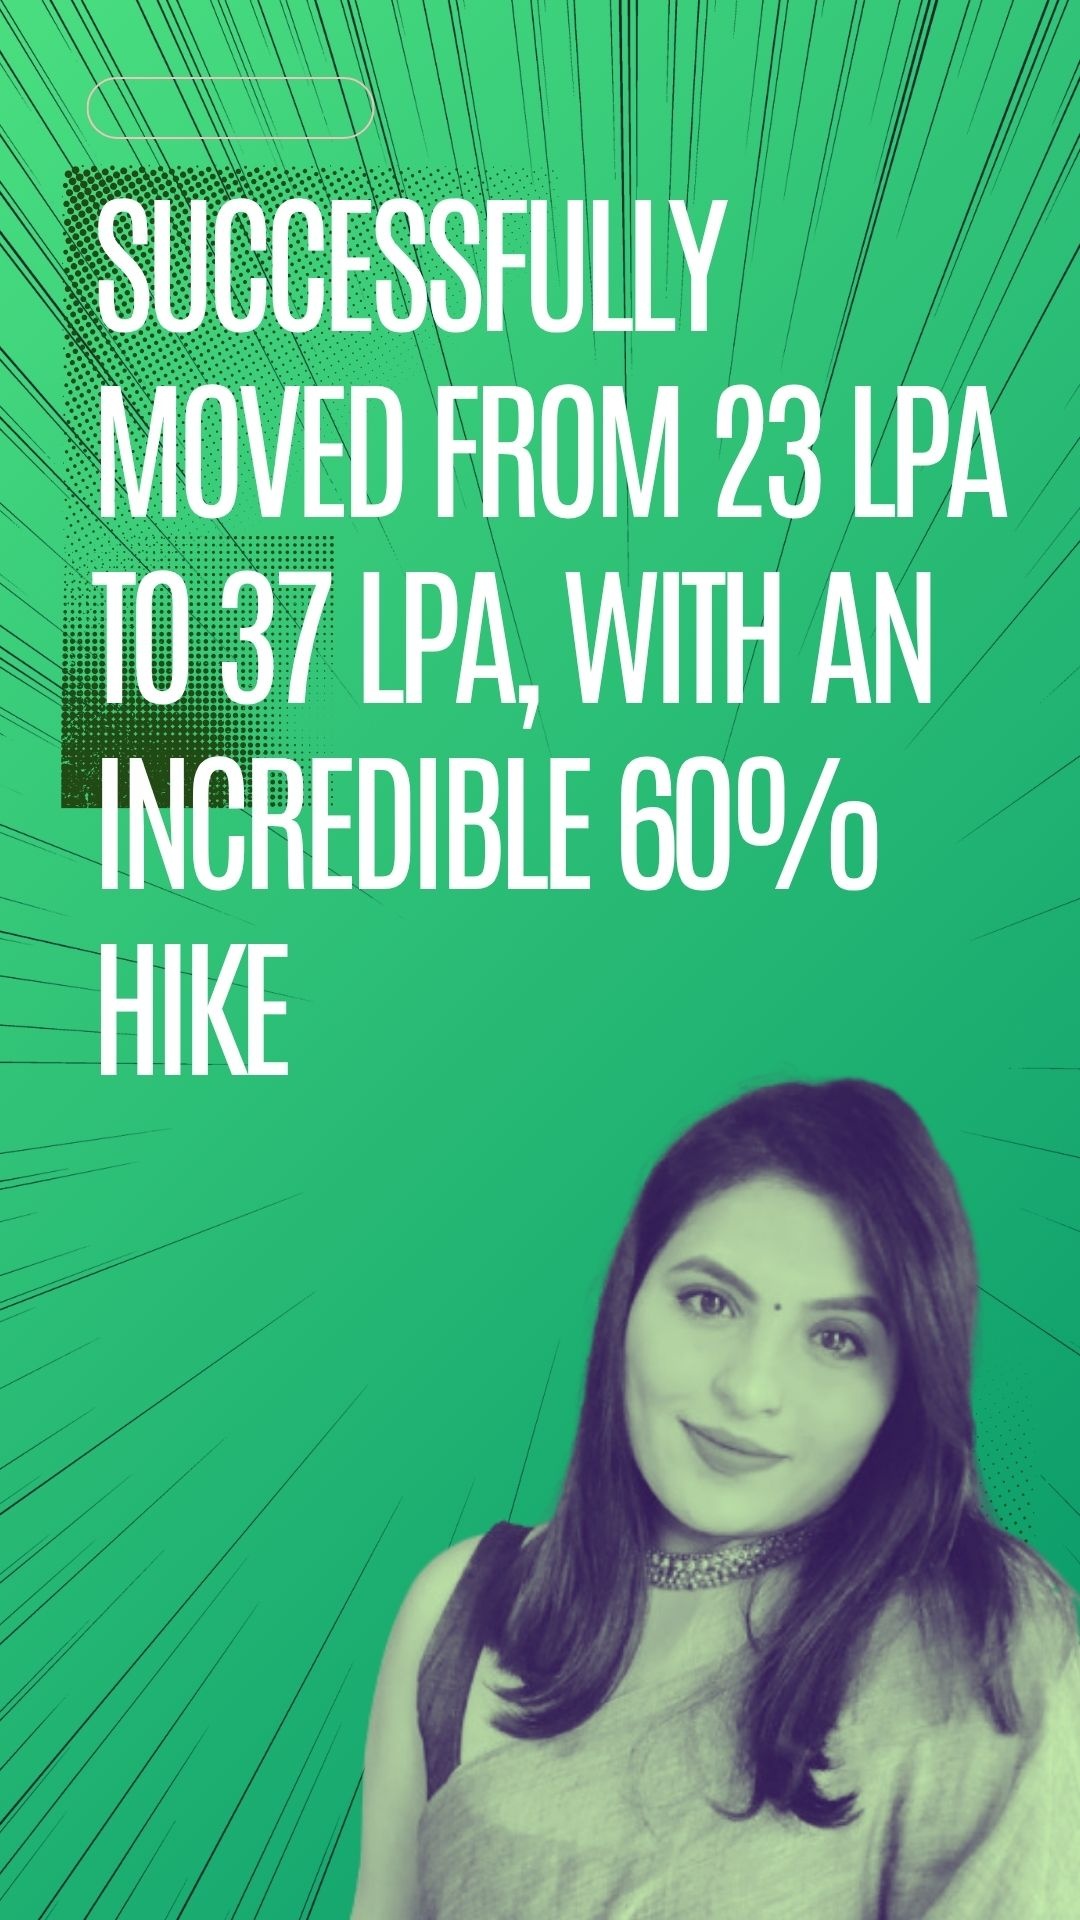 SUCCESSFULLY
MOVED FROM 23 LPA
TO 37 LPA, WITH AN
INCREDIBLE 60%
HIKE